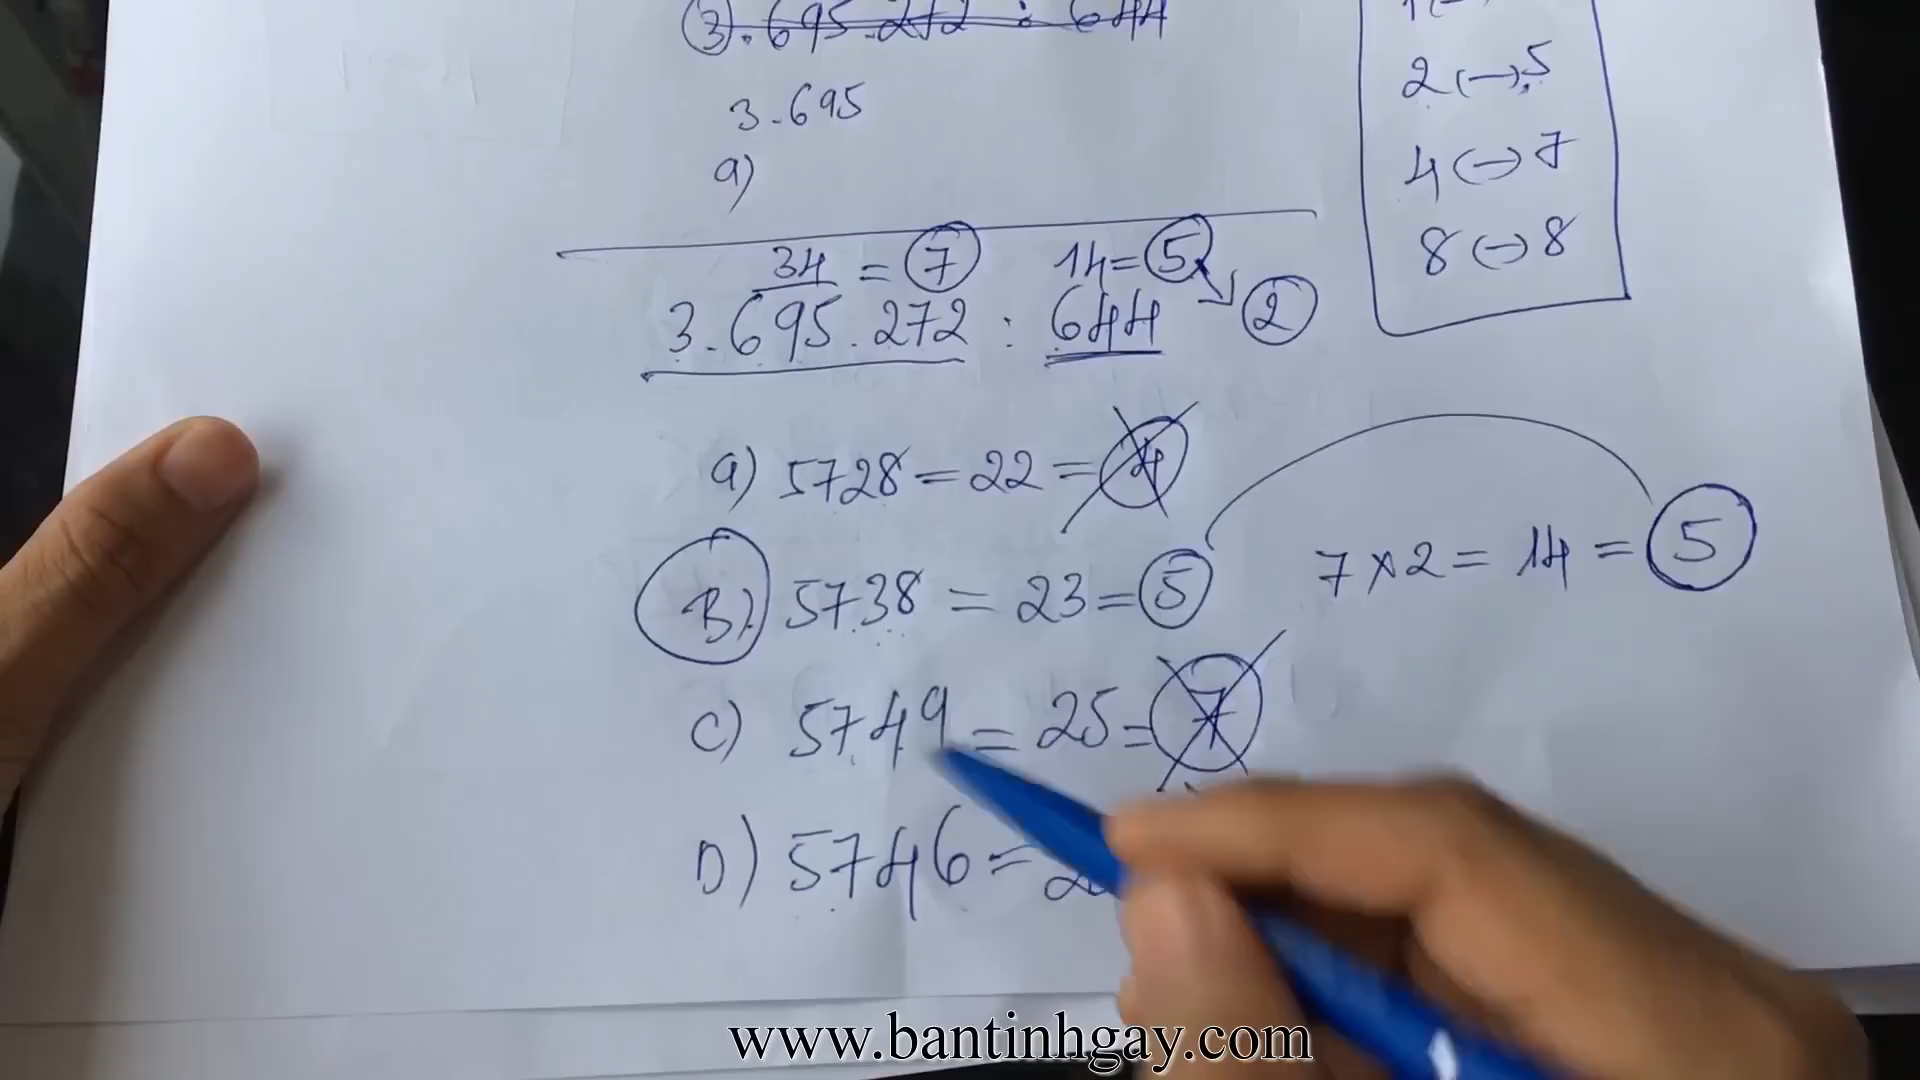 3.695.272 : 644
3.695
a)
34 = 7
14 = 5 2
3.695.272 : 644
a) 5728 = 22 = 4
B) 5738 = 23 = 5
7 x 2 = 14 = 5
C) 5749 = 25 = 7
D) 5746 =
2 (–) 5
4 (–) 7
8 (–) 8
www.bantinhgay.com